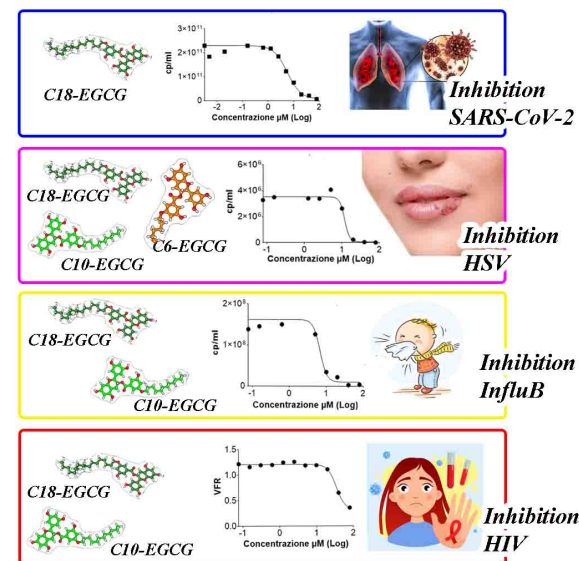 C18-EGCG
cp/ml
3×10¹¹
2×10¹¹
1×10¹¹
0
-2 -1 0 1 2
Concentrazione µM (Log)
Inhibition
SARS-CoV-2
C18-EGCG
C10-EGCG
C6-EGCG
cp/ml
6×10⁶
4×10⁶
2×10⁶
0
-1 0 1 2
Concentrazione µM (Log)
Inhibition
HSV
C18-EGCG
C10-EGCG
cp/ml
2×10⁸
1×10⁸
0
-1 0 1 2
Concentrazione µM (Log)
Inhibition
InfluB
C18-EGCG
C10-EGCG
VFR
1.5
1.0
0.5
0.0
-1 0 1 2
Concentrazione µM (Log)
Inhibition
HIV